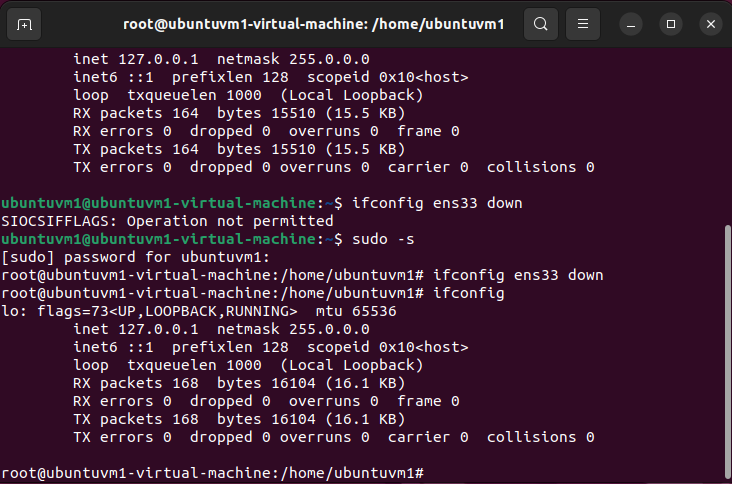 root@ubuntuvm1-virtual-machine: /home/ubuntuvm1
inet 127.0.0.1  netmask 255.0.0.0
inet6 ::1  prefixlen 128  scopeid 0x10<host>
loop  txqueuelen 1000  (Local Loopback)
RX packets 164  bytes 15510 (15.5 KB)
RX errors 0  dropped 0  overruns 0  frame 0
TX packets 164  bytes 15510 (15.5 KB)
TX errors 0  dropped 0 overruns 0  carrier 0  collisions 0
ubuntuvm1@ubuntuvm1-virtual-machine:~$ ifconfig ens33 down
SIOCSIFFLAGS: Operation not permitted
ubuntuvm1@ubuntuvm1-virtual-machine:~$ sudo -s
[sudo] password for ubuntuvm1:
root@ubuntuvm1-virtual-machine:/home/ubuntuvm1# ifconfig ens33 down
root@ubuntuvm1-virtual-machine:/home/ubuntuvm1# ifconfig
lo: flags=73<UP,LOOPBACK,RUNNING>  mtu 65536
inet 127.0.0.1  netmask 255.0.0.0
inet6 ::1  prefixlen 128  scopeid 0x10<host>
loop  txqueuelen 1000  (Local Loopback)
RX packets 168  bytes 16104 (16.1 KB)
RX errors 0  dropped 0  overruns 0  frame 0
TX packets 168  bytes 16104 (16.1 KB)
TX errors 0  dropped 0 overruns 0  carrier 0  collisions 0
root@ubuntuvm1-virtual-machine:/home/ubuntuvm1#